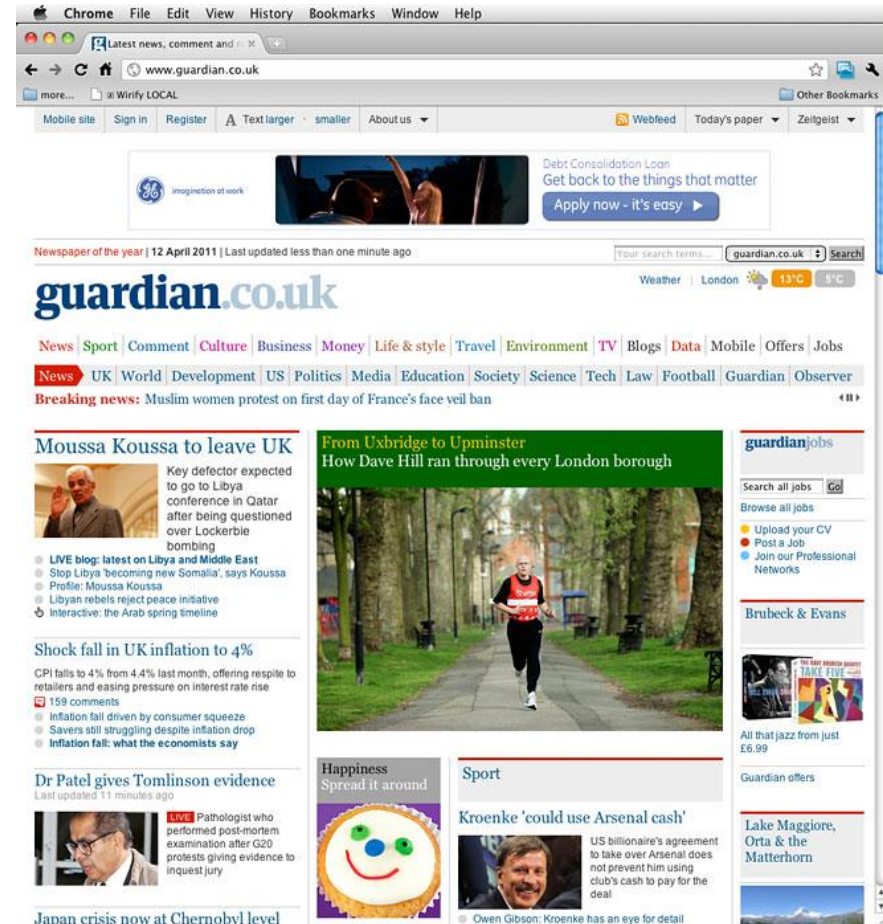 Chrome File Edit View History Bookmarks Window Help
Latest news, comment and r
www.guardian.co.uk
more... Wirify LOCAL Other Bookmarks
Mobile site Sign in Register A Text larger · smaller About us Webfeed Today's paper Zeitgeist
imagination at work
Debt Consolidation Loan
Get back to the things that matter
Apply now - it's easy
Newspaper of the year | 12 April 2011 | Last updated less than one minute ago
Your search terms... guardian.co.uk Search
guardian.co.uk
Weather London 13°C 5°C
News Sport Comment Culture Business Money Life & style Travel Environment TV Blogs Data Mobile Offers Jobs
News UK World Development US Politics Media Education Society Science Tech Law Football Guardian Observer
Breaking news: Muslim women protest on first day of France's face veil ban
Moussa Koussa to leave UK
Key defector expected
to go to Libya
conference in Qatar
after being questioned
over Lockerbie
bombing
LIVE blog: latest on Libya and Middle East
Stop Libya 'becoming new Somalia', says Koussa
Profile: Moussa Koussa
Libyan rebels reject peace initiative
Interactive: the Arab spring timeline
Shock fall in UK inflation to 4%
CPI falls to 4% from 4.4% last month, offering respite to
retailers and easing pressure on interest rate rise
159 comments
Inflation fall driven by consumer squeeze
Savers still struggling despite inflation drop
Inflation fall: what the economists say
Dr Patel gives Tomlinson evidence
Last updated 11 minutes ago
LIVE Pathologist who
performed post-mortem
examination after G20
protests giving evidence to
inquest jury
Japan crisis now at Chernobyl level
From Uxbridge to Upminster
How Dave Hill ran through every London borough
Happiness
Spread it around
Sport
Kroenke 'could use Arsenal cash'
US billionaire's agreement
to take over Arsenal does
not prevent him using
club's cash to pay for the
deal
Owen Gibson: Kroenke has an eye for detail
guardianjobs
Search all jobs Go
Browse all jobs
Upload your CV
Post a Job
Join our Professional
Networks
Brubeck & Evans
THE DAVE BRUBECK QUARTET
TAKE FIVE
All that jazz from just
£6.99
Guardian offers
Lake Maggiore,
Orta & the
Matterhorn